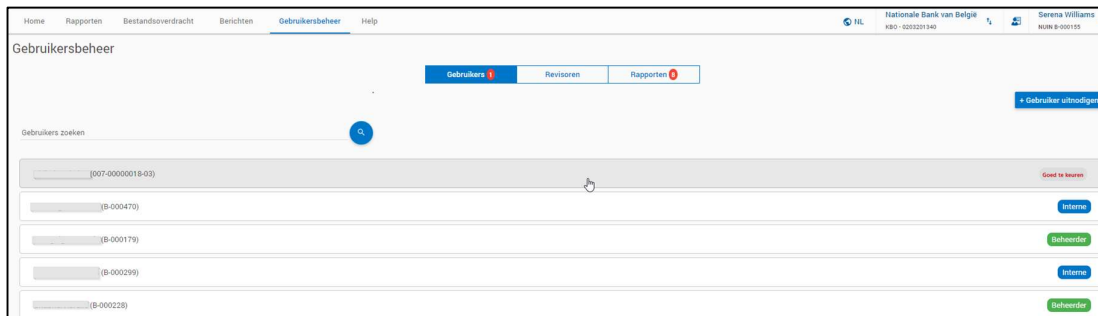 Home Rapporten Bestandsoverdracht Berichten Gebruikersbeheer Help NL Nationale Bank van België Serena Williams
KBO - 0203201340 NUIN B-000155
Gebruikersbeheer
Gebruikers 1 Revisoren Rapporten 8
+ Gebruiker uitnodigen
Gebruikers zoeken
(007-00000018-03) Goed te keuren
(B-000470) Interne
(B-000179) Beheerder
(B-000299) Interne
(B-000228) Beheerder